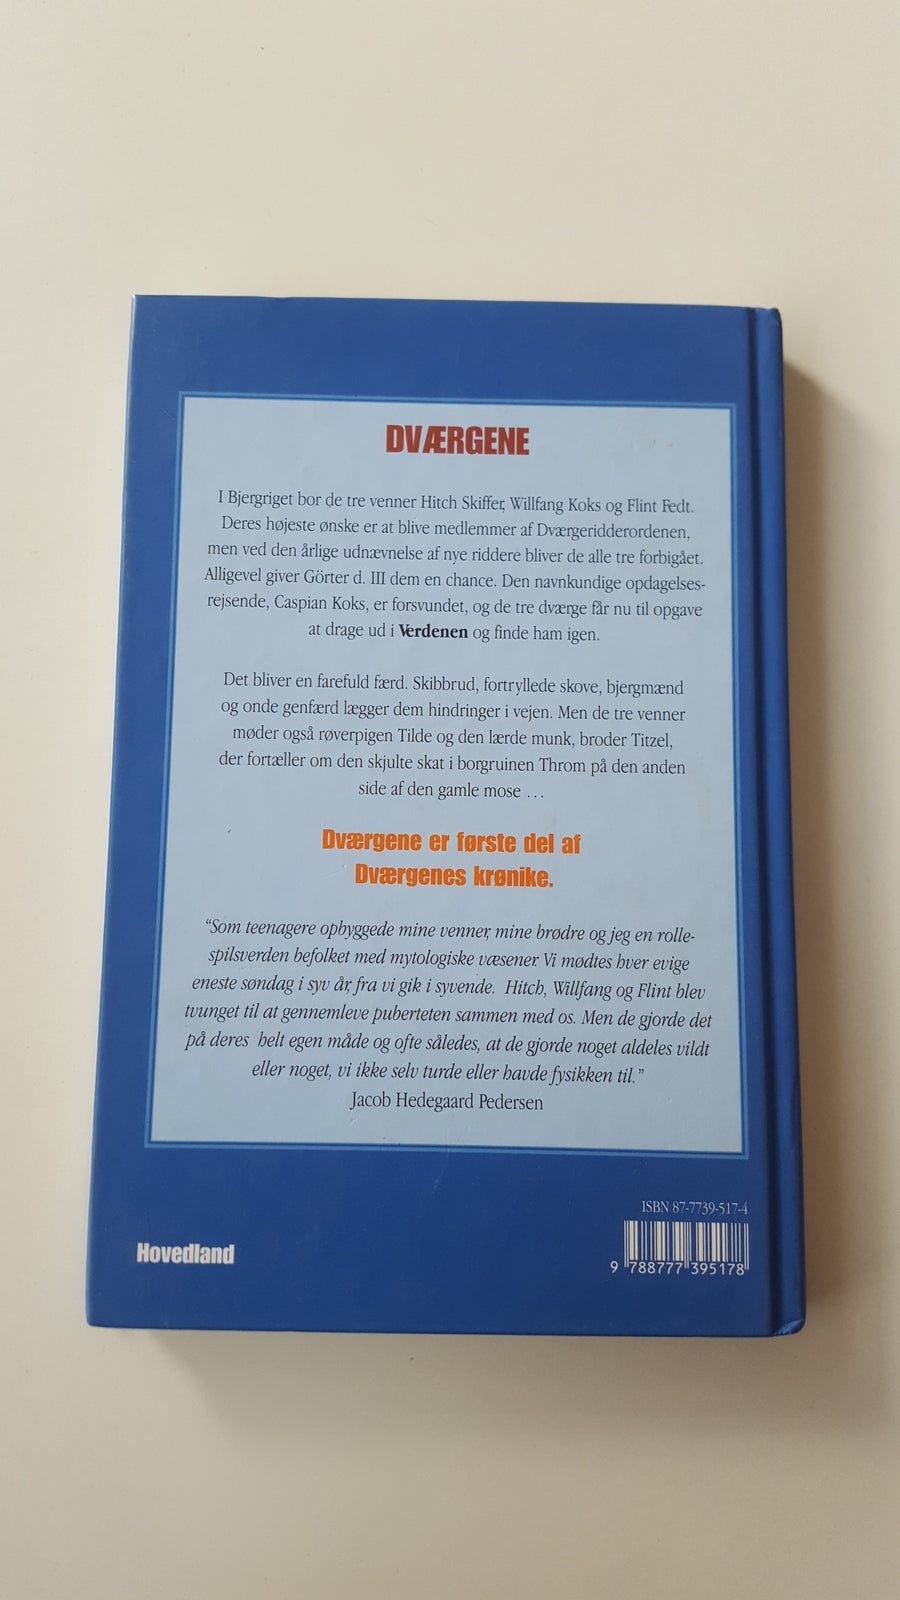 DVÆRGENE
I Bjergriget bor de tre venner Hitch Skiffer, Willfang Koks og Flint Fedt.
Deres højeste ønske er at blive medlemmer af Dværgeridderordenen,
men ved den årlige udnævnelse af nye riddere bliver de alle tre forbigået.
Alligevel giver Görter d. III dem en chance. Den navnkundige opdagelses-
rejsende, Caspian Koks, er forsvundet, og de tre dværge får nu til opgave
at drage ud i Verdenen og finde ham igen.
Det bliver en farefuld færd. Skibbrud, fortryllede skove, bjergmænd
og onde genfærd lægger dem hindringer i vejen. Men de tre venner
møder også røverpigen Tilde og den lærde munk, broder Titzel,
der fortæller om den skjulte skat i borgruinen Throm på den anden
side af den gamle mose ...
Dværgene er første del af
Dværgenes krønike.
“Som teenagere opbyggede mine venner, mine brødre og jeg en rolle-
spilsverden befolket med mytologiske væsener. Vi mødtes hver evige
eneste søndag i syv år, fra vi gik i syvende. Hitch, Willfang og Flint blev
tvunget til at gennemleve puberteten sammen med os. Men de gjorde det
på deres helt egen måde og ofte således, at de gjorde noget aldeles vildt
eller noget, vi ikke selv turde eller havde fysikken til.”
Jacob Hedegaard Pedersen
ISBN 87-7739-517-4
Hovedland
9 788777 395178